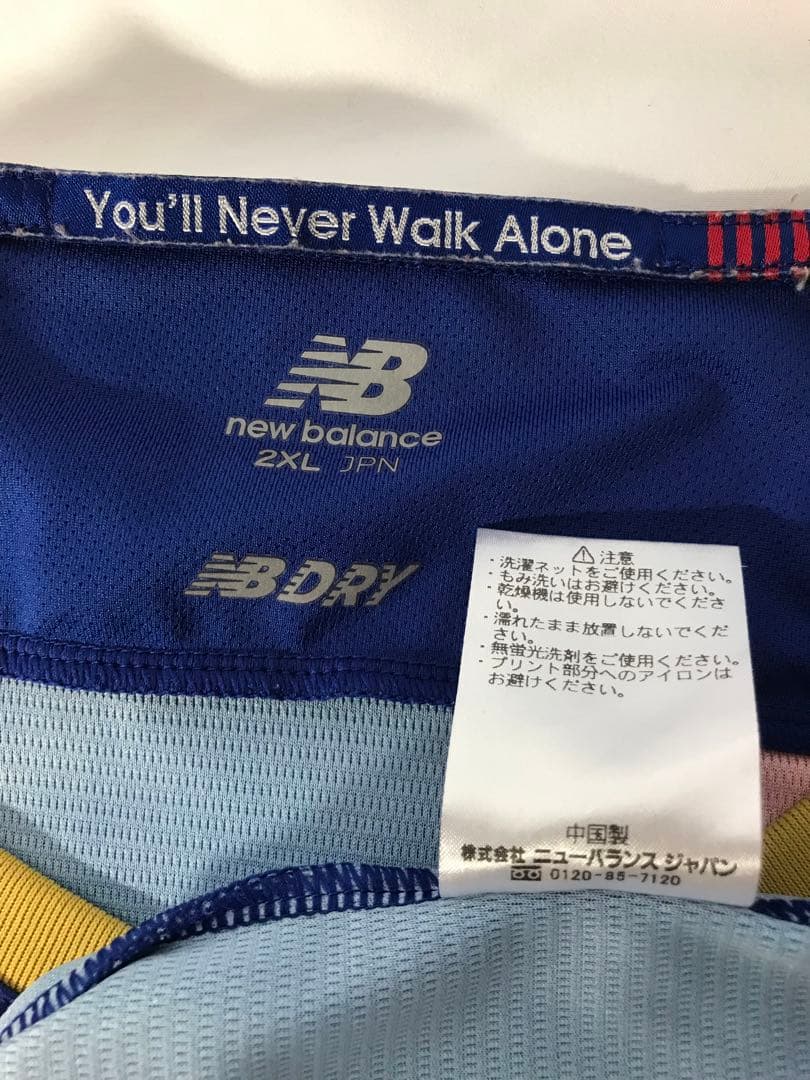 You'll Never Walk Alone
NB
new balance
2XL JPN
NB DRY
⚠ 注意
・洗濯ネットをご使用ください。
・もみ洗いはお避けください。
・乾燥機は使用しないでくださ
い。
・濡れたまま放置しないでくだ
さい。
・無蛍光洗剤をご使用ください。
・プリント部分へのアイロンは
お避けください。
中国製
株式会社 ニューバランス ジャパン
0120-85-7120